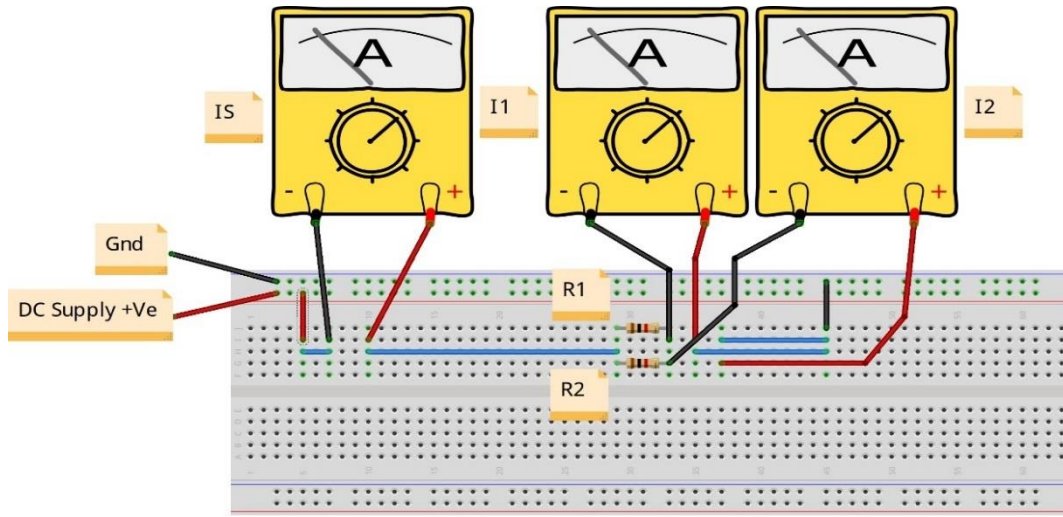 A
A
A
IS
I1
I2
- +
- +
- +
Gnd
DC Supply +Ve
R1
R2